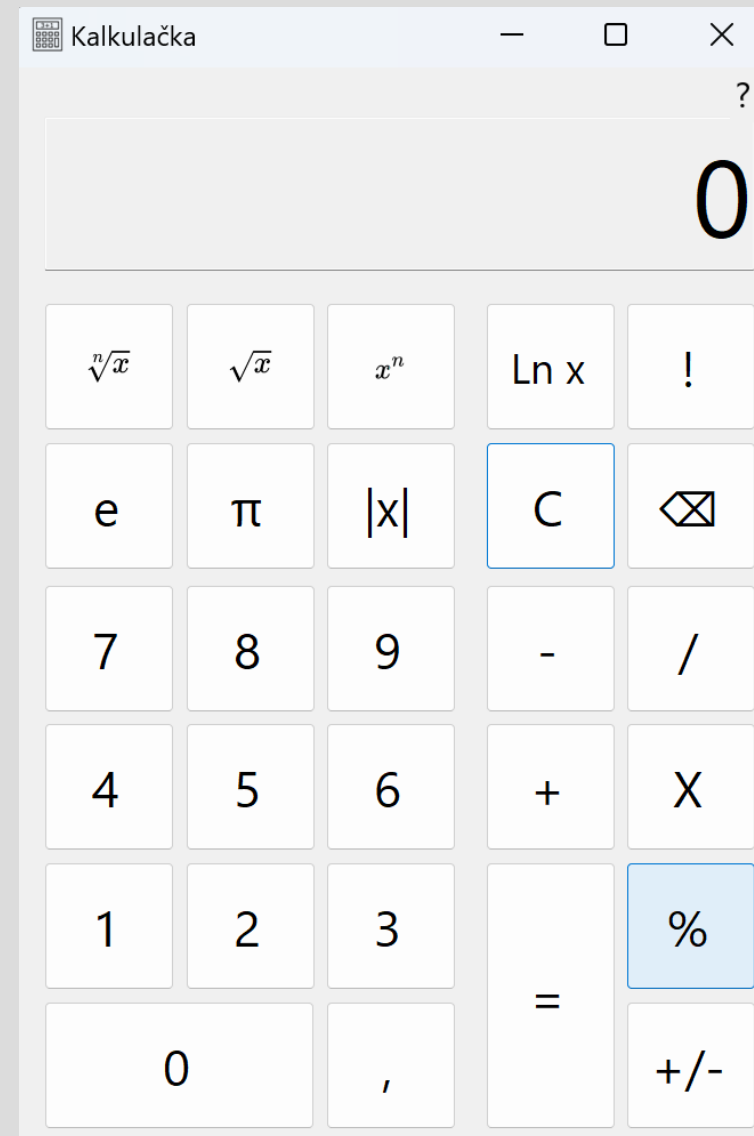 Kalkulačka
?
0
ⁿ√x √x xⁿ Ln x !
e π |x| C ⌫
7 8 9 - /
4 5 6 + X
1 2 3 = %
0 , +/-